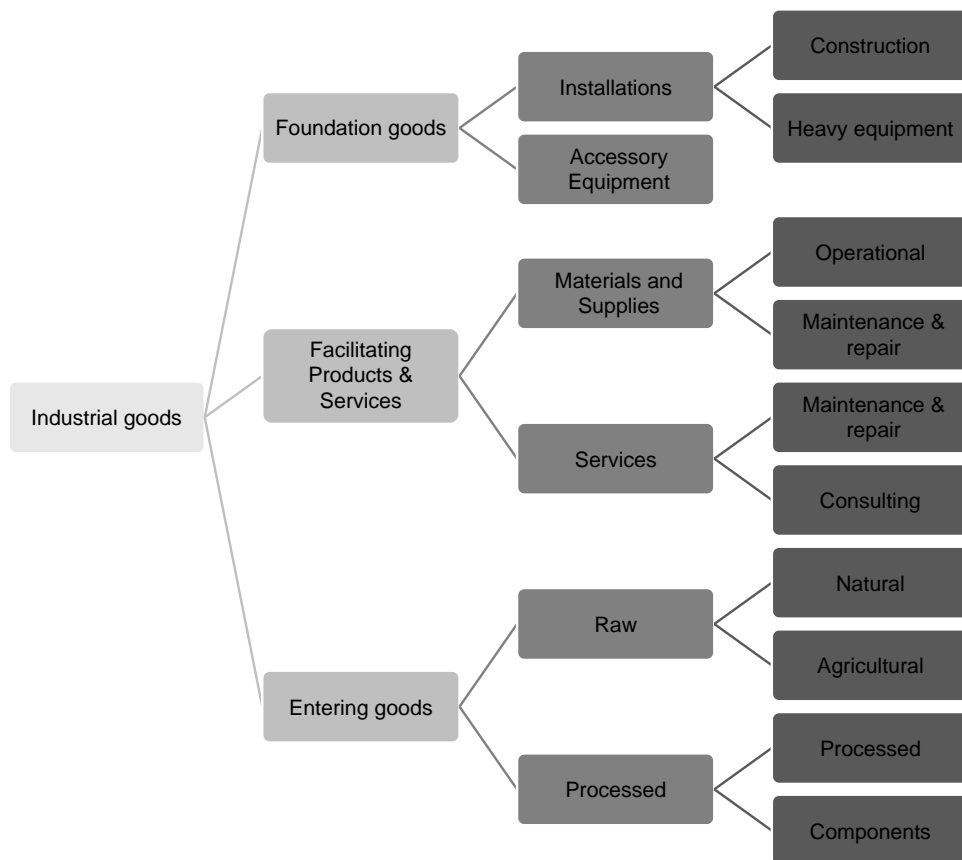 Industrial goods
Foundation goods
Installations
Construction
Heavy equipment
Accessory
Equipment
Facilitating
Products &
Services
Materials and
Supplies
Operational
Maintenance &
repair
Services
Maintenance &
repair
Consulting
Entering goods
Raw
Natural
Agricultural
Processed
Processed
Components